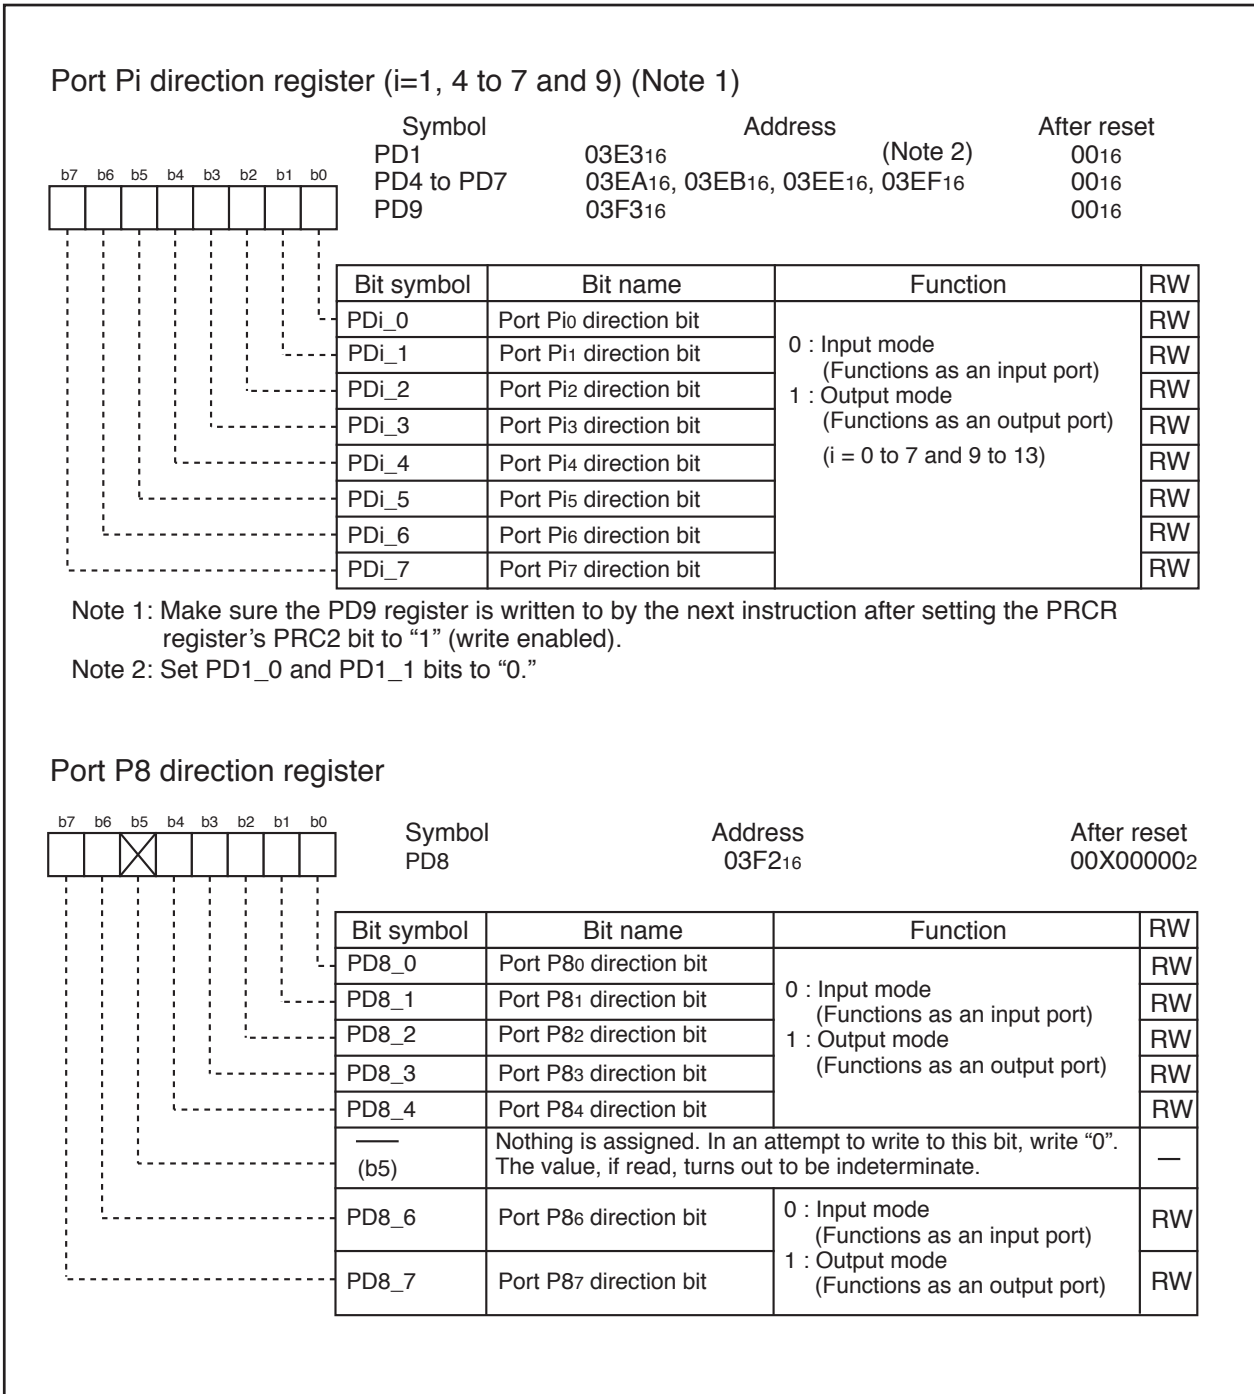 Port Pi direction register (i=1, 4 to 7 and 9) (Note 1)
Symbol Address After reset
PD1 03E316 (Note 2) 0016
PD4 to PD7 03EA16, 03EB16, 03EE16, 03EF16 0016
PD9 03F316 0016
b7 b6 b5 b4 b3 b2 b1 b0
Bit symbol Bit name Function RW
PDi_0 Port Pi0 direction bit RW
PDi_1 Port Pi1 direction bit RW
PDi_2 Port Pi2 direction bit RW
PDi_3 Port Pi3 direction bit RW
PDi_4 Port Pi4 direction bit RW
PDi_5 Port Pi5 direction bit RW
PDi_6 Port Pi6 direction bit RW
PDi_7 Port Pi7 direction bit RW
0 : Input mode
(Functions as an input port)
1 : Output mode
(Functions as an output port)
(i = 0 to 7 and 9 to 13)
Note 1: Make sure the PD9 register is written to by the next instruction after setting the PRCR
register’s PRC2 bit to “1” (write enabled).
Note 2: Set PD1_0 and PD1_1 bits to “0.”
Port P8 direction register
b7 b6 b5 b4 b3 b2 b1 b0
Symbol Address After reset
PD8 03F216 00X000002
Bit symbol Bit name Function RW
PD8_0 Port P80 direction bit RW
PD8_1 Port P81 direction bit RW
PD8_2 Port P82 direction bit RW
PD8_3 Port P83 direction bit RW
PD8_4 Port P84 direction bit RW
0 : Input mode
(Functions as an input port)
1 : Output mode
(Functions as an output port)
— (b5) Nothing is assigned. In an attempt to write to this bit, write “0”.
The value, if read, turns out to be indeterminate. —
PD8_6 Port P86 direction bit RW
PD8_7 Port P87 direction bit RW
0 : Input mode
(Functions as an input port)
1 : Output mode
(Functions as an output port)